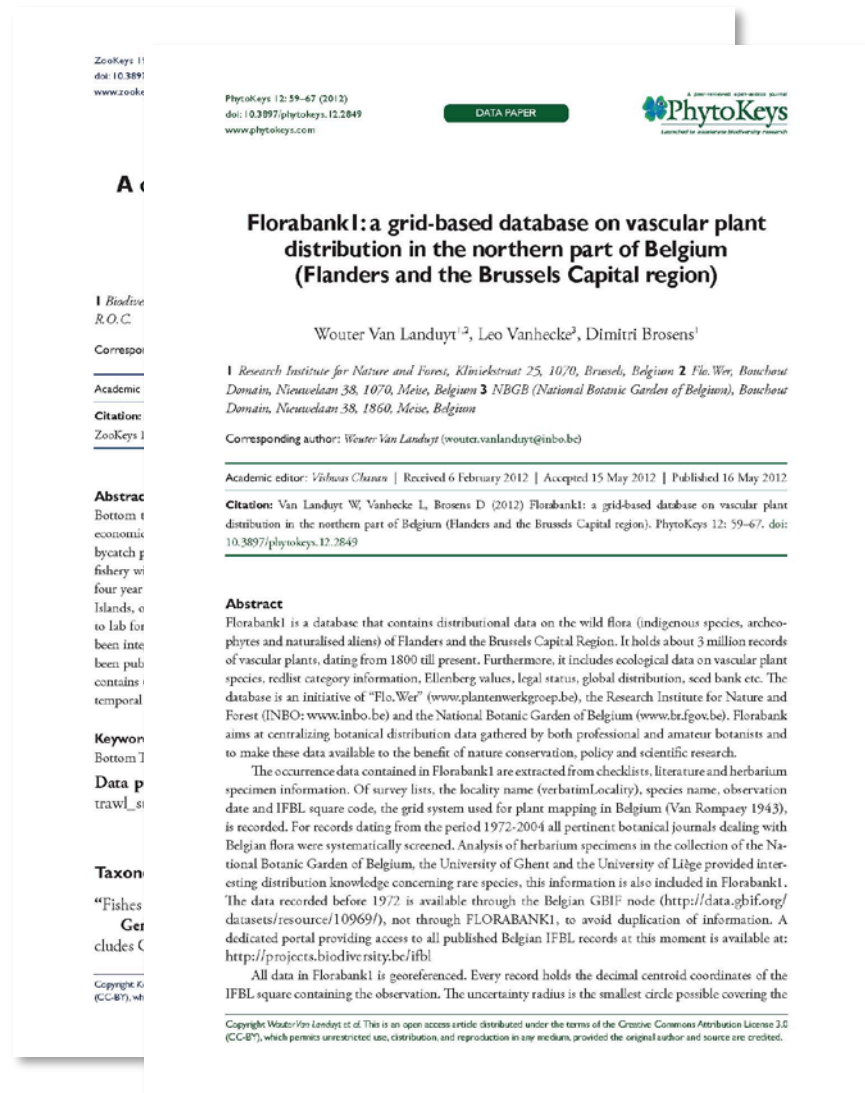 ZooKeys 1
doi: 10.389
www.zooke
A
1 Biodive
R.O.C.
Correspo
Academic
Citation:
ZooKeys 1
Abstrac
Bottom t
economic
bycatch p
fishery wi
four year
Islands, o
to lab for
been inte
been pub
contains
temporal
Keywor
Bottom T
Data p
trawl_s
Taxon
“Fishes
Ger
cludes C
Copyright K
(CC-BY), wh
PhytoKeys 12: 59–67 (2012)
doi: 10.3897/phytokeys.12.2849
www.phytokeys.com
DATA PAPER
A peer-reviewed open-access journal
PhytoKeys
Launched to accelerate biodiversity research
Florabank1: a grid-based database on vascular plant
distribution in the northern part of Belgium
(Flanders and the Brussels Capital region)
Wouter Van Landuyt1,2, Leo Vanhecke3, Dimitri Brosens1
1 Research Institute for Nature and Forest, Kliniekstraat 25, 1070, Brussels, Belgium 2 Flo.Wer, Bouchout
Domain, Nieuwelaan 38, 1070, Meise, Belgium 3 NBGB (National Botanic Garden of Belgium), Bouchout
Domain, Nieuwelaan 38, 1860, Meise, Belgium
Corresponding author: Wouter Van Landuyt (wouter.vanlanduyt@inbo.be)
Academic editor: Vishwas Chavan | Received 6 February 2012 | Accepted 15 May 2012 | Published 16 May 2012
Citation: Van Landuyt W, Vanhecke L, Brosens D (2012) Florabank1: a grid-based database on vascular plant
distribution in the northern part of Belgium (Flanders and the Brussels Capital region). PhytoKeys 12: 59–67. doi:
10.3897/phytokeys.12.2849
Abstract
Florabank1 is a database that contains distributional data on the wild flora (indigenous species, archeo-
phytes and naturalised aliens) of Flanders and the Brussels Capital Region. It holds about 3 million records
of vascular plants, dating from 1800 till present. Furthermore, it includes ecological data on vascular plant
species, redlist category information, Ellenberg values, legal status, global distribution, seed bank etc. The
database is an initiative of “Flo.Wer” (www.plantenwerkgroep.be), the Research Institute for Nature and
Forest (INBO: www.inbo.be) and the National Botanic Garden of Belgium (www.br.fgov.be). Florabank
aims at centralizing botanical distribution data gathered by both professional and amateur botanists and
to make these data available to the benefit of nature conservation, policy and scientific research.
The occurrence data contained in Florabank1 are extracted from checklists, literature and herbarium
specimen information. Of survey lists, the locality name (verbatimLocality), species name, observation
date and IFBL square code, the grid system used for plant mapping in Belgium (Van Rompaey 1943),
is recorded. For records dating from the period 1972-2004 all pertinent botanical journals dealing with
Belgian flora were systematically screened. Analysis of herbarium specimens in the collection of the Na-
tional Botanic Garden of Belgium, the University of Ghent and the University of Liège provided inter-
esting distribution knowledge concerning rare species, this information is also included in Florabank1.
The data recorded before 1972 is available through the Belgian GBIF node (http://data.gbif.org/
datasets/resource/10969/), not through FLORABANK1, to avoid duplication of information. A
dedicated portal providing access to all published Belgian IFBL records at this moment is available at:
http://projects.biodiversity.be/ifbl
All data in Florabank1 is georeferenced. Every record holds the decimal centroid coordinates of the
IFBL square containing the observation. The uncertainty radius is the smallest circle possible covering the
Copyright Wouter Van Landuyt et al. This is an open access article distributed under the terms of the Creative Commons Attribution License 3.0
(CC-BY), which permits unrestricted use, distribution, and reproduction in any medium, provided the original author and source are credited.